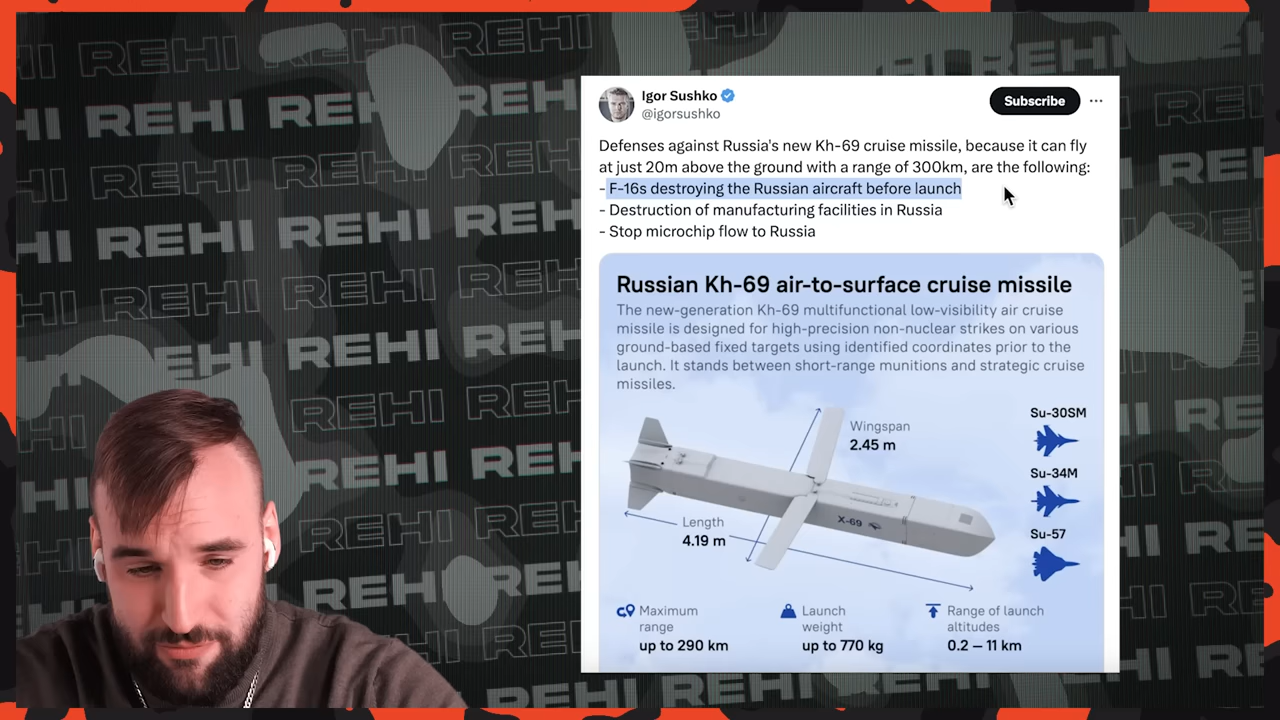 REHI REHI REHI
Igor Sushko
@igorsushko
Subscribe
Defenses against Russia's new Kh-69 cruise missile, because it can fly
at just 20m above the ground with a range of 300km, are the following:
- F-16s destroying the Russian aircraft before launch
- Destruction of manufacturing facilities in Russia
- Stop microchip flow to Russia
Russian Kh-69 air-to-surface cruise missile
The new-generation Kh-69 multifunctional low-visibility air cruise
missile is designed for high-precision non-nuclear strikes on various
ground-based fixed targets using identified coordinates prior to the
launch. It stands between short-range munitions and strategic cruise
missiles.
Wingspan
2.45 m
Length
4.19 m
X-69
Su-30SM
Su-34M
Su-57
Maximum
range
up to 290 km
Launch
weight
up to 770 kg
Range of launch
altitudes
0.2 – 11 km